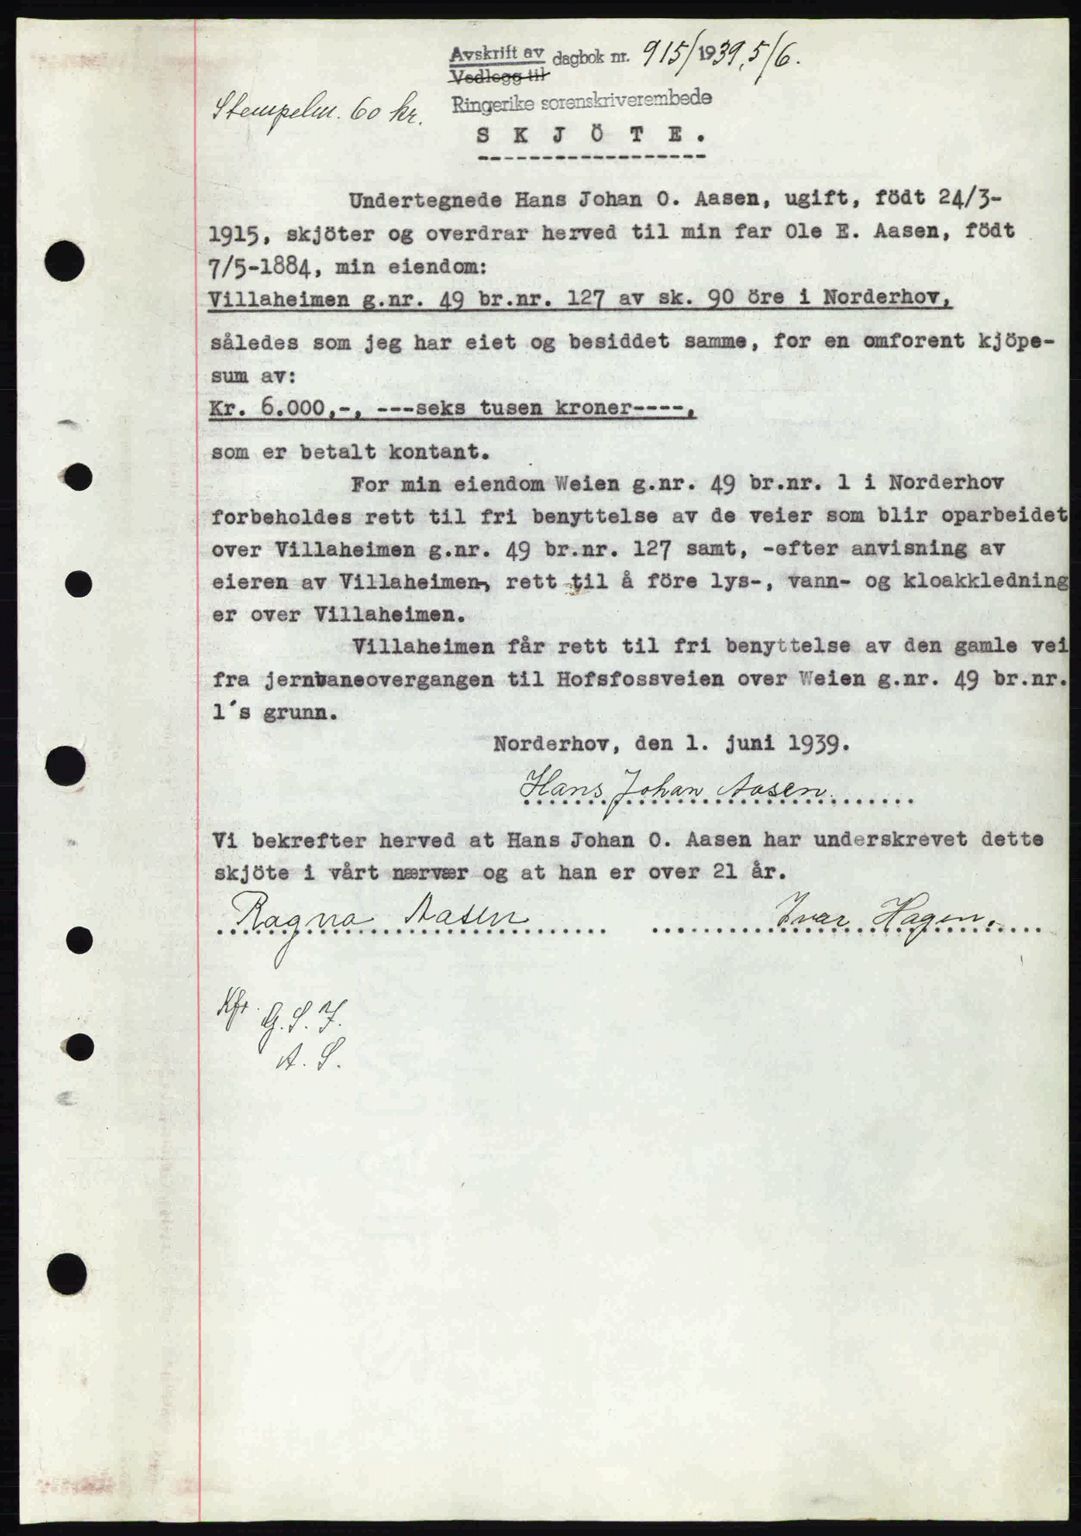 Avskrift av dagbok nr. 915/1939, 5/6.
Vedlegg til
Ringerike sorenskriverembede
Stempelm. 60 kr.
S K J Ö T E .
------------------
Undertegnede Hans Johan O. Aasen, ugift, födt 24/3-
1915, skjöter og overdrar herved til min far Ole E. Aasen, födt
7/5-1884, min eiendom:
Villaheimen g.nr. 49 br.nr. 127 av sk. 90 öre i Norderhov,
således som jeg har eiet og besiddet samme, for en omforent kjöpe-
sum av:
Kr. 6.000,-, ---seks tusen kroner----,
som er betalt kontant.
For min eiendom Weien g.nr. 49 br.nr. 1 i Norderhov
forbeholdes rett til fri benyttelse av de veier som blir oparbeidet
over Villaheimen g.nr. 49 br.nr. 127 samt, -efter anvisning av
eieren av Villaheimen-, rett til å före lys-, vann- og kloakkledning
er over Villaheimen.
Villaheimen får rett til fri benyttelse av den gamle vei
fra jernbaneovergangen til Hofsfossveien over Weien g.nr. 49 br.nr.
1´s grunn.
Norderhov, den 1. juni 1939.
Hans Johan Aasen.
Vi bekrefter herved at Hans Johan O. Aasen har underskrevet dette
skjöte i vårt nærvær og at han er over 21 år.
Ragna Aasen Ivar Hagen.
Kfr. G. S. F.
A. S.